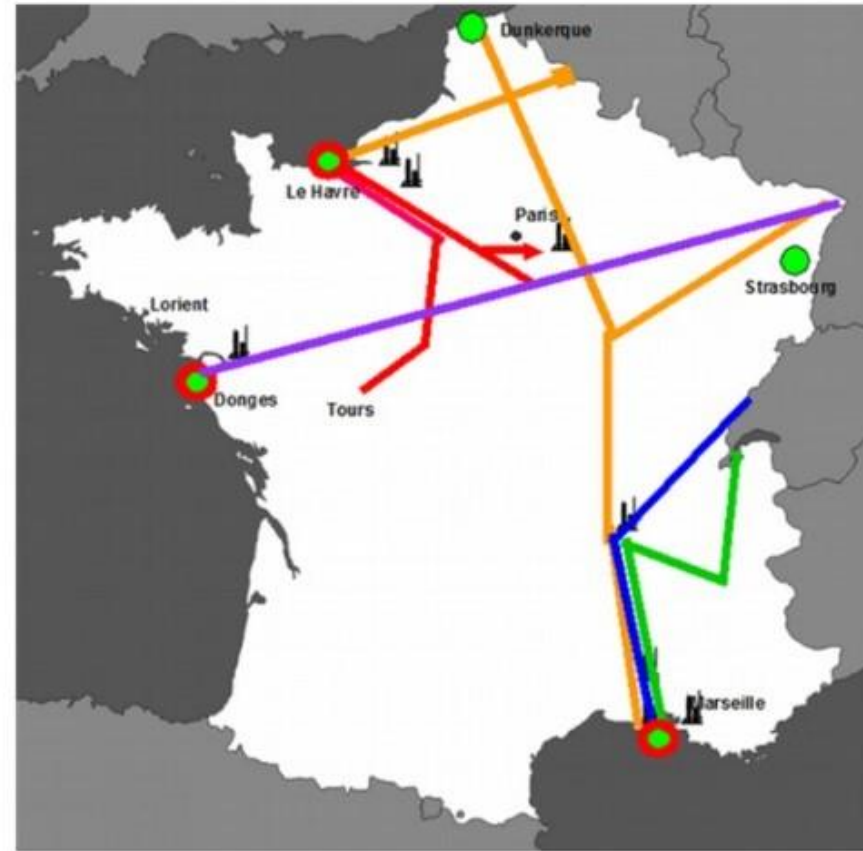 Dunkerque
Le Havre
Paris
Strasbourg
Lorient
Donges
Tours
Marseille